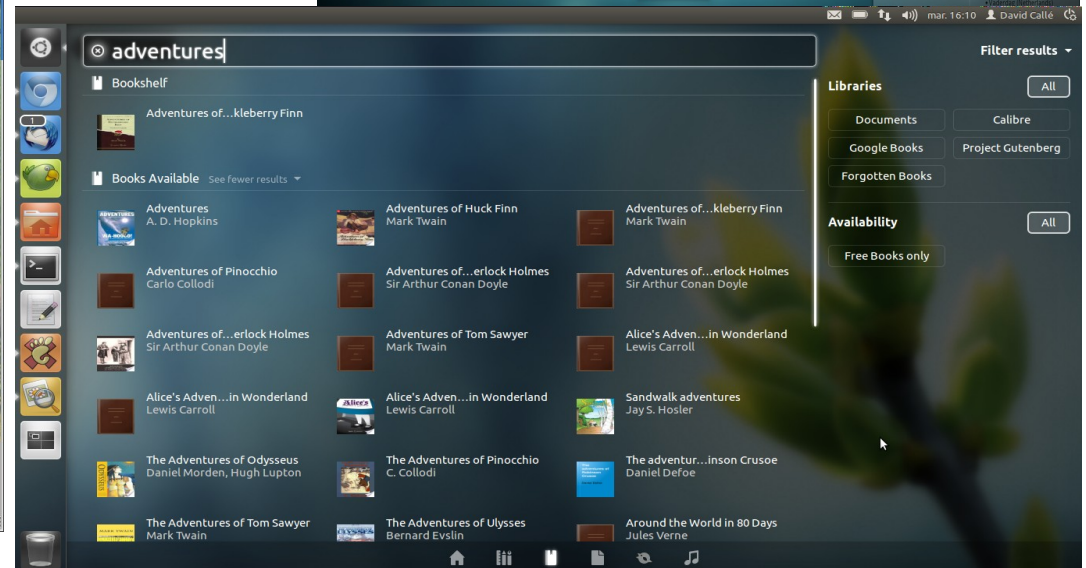 mar. 16:10 David Callé
adventures
Filter results
Bookshelf
Adventures of…kleberry Finn
Books Available See fewer results
Adventures
A. D. Hopkins
Adventures of Huck Finn
Mark Twain
Adventures of…kleberry Finn
Mark Twain
Adventures of Pinocchio
Carlo Collodi
Adventures of…erlock Holmes
Sir Arthur Conan Doyle
Adventures of…erlock Holmes
Sir Arthur Conan Doyle
Adventures of…erlock Holmes
Sir Arthur Conan Doyle
Adventures of Tom Sawyer
Mark Twain
Alice's Adven…in Wonderland
Lewis Carroll
Alice's Adven…in Wonderland
Lewis Carroll
Alice's Adven…in Wonderland
Lewis Carroll
Sandwalk adventures
Jay S. Hosler
The Adventures of Odysseus
Daniel Morden, Hugh Lupton
The Adventures of Pinocchio
C. Collodi
The adventur…inson Crusoe
Daniel Defoe
The Adventures of Tom Sawyer
Mark Twain
The Adventures of Ulysses
Bernard Evslin
Around the World in 80 Days
Jules Verne
Libraries
All
Documents
Calibre
Google Books
Project Gutenberg
Forgotten Books
Availability
All
Free Books only
1